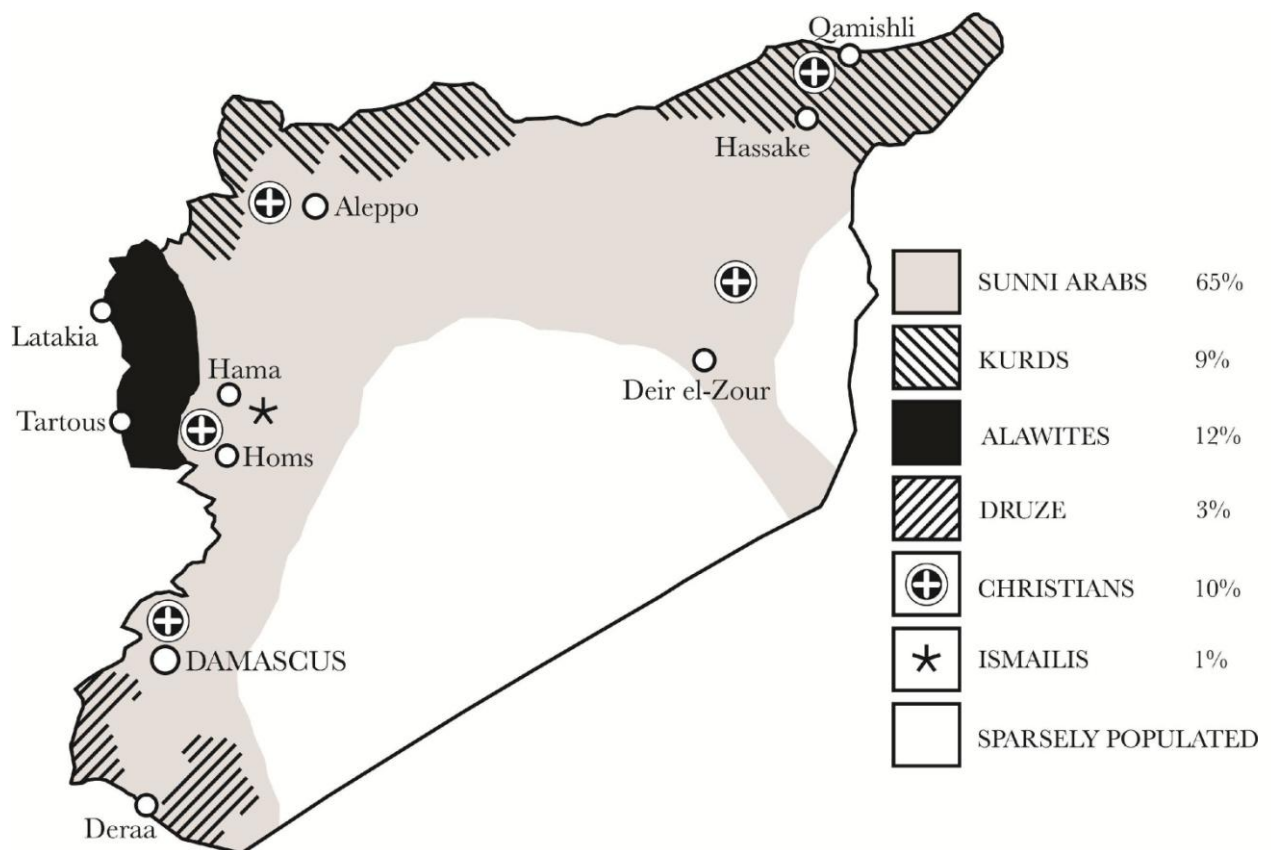 Qamishli
Hassake
Aleppo
Latakia
Hama
Deir el-Zour
Tartous
Homs
DAMASCUS
Deraa
SUNNI ARABS 65%
KURDS 9%
ALAWITES 12%
DRUZE 3%
CHRISTIANS 10%
ISMAILIS 1%
SPARSELY POPULATED